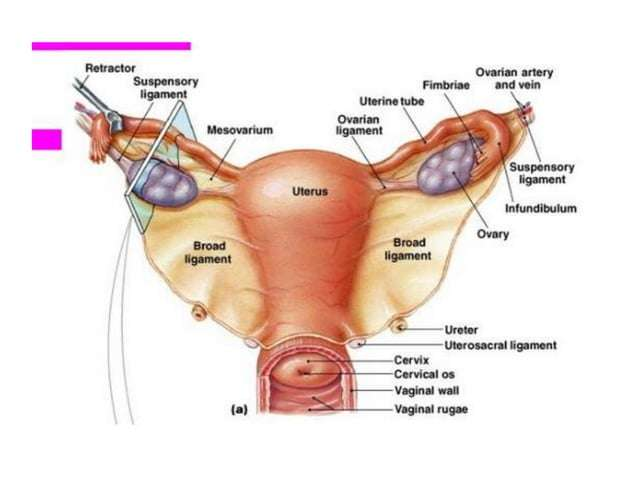 Retractor
Suspensory
ligament
Mesovarium
Uterine tube
Ovarian
ligament
Fimbriae
Ovarian artery
and vein
Uterus
Suspensory
ligament
Infundibulum
Ovary
Broad
ligament
Broad
ligament
Ureter
Uterosacral ligament
Cervix
Cervical os
Vaginal wall
Vaginal rugae
(a)